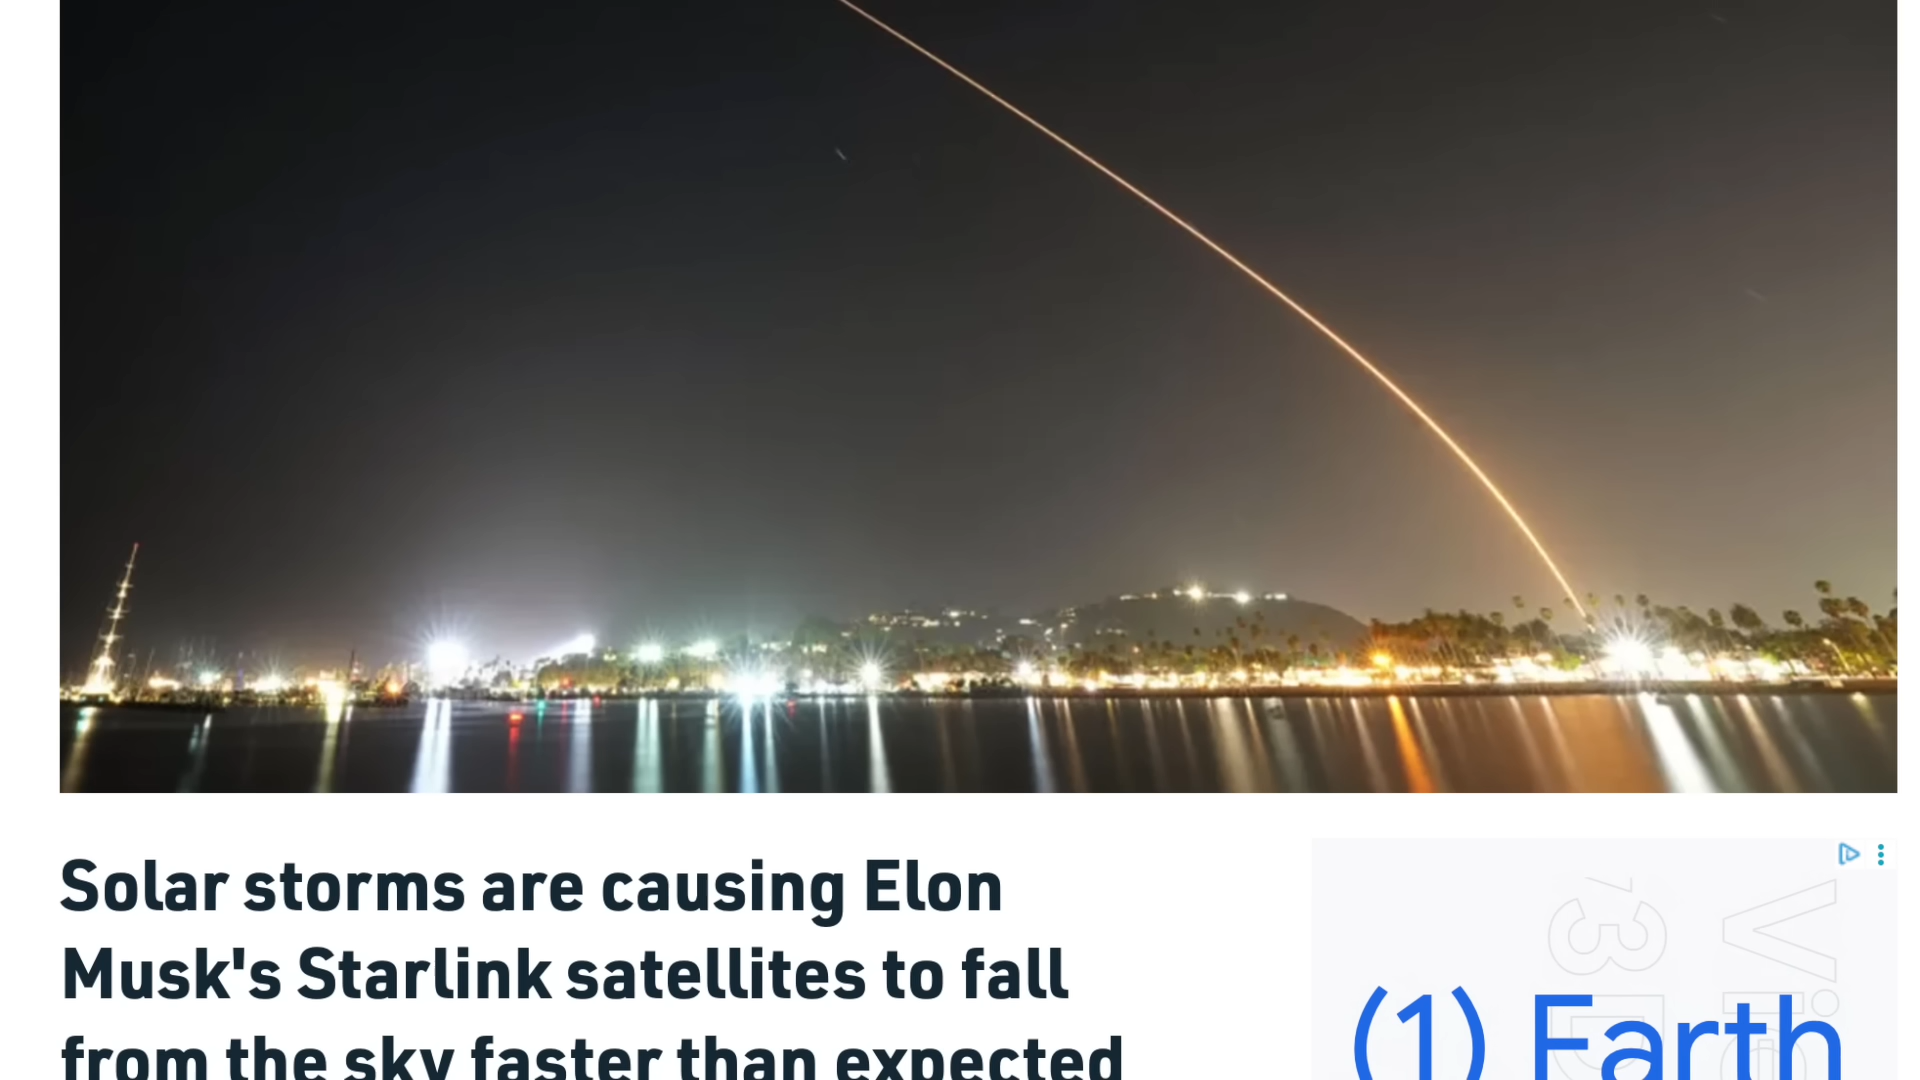 Solar storms are causing Elon
Musk's Starlink satellites to fall
from the sky faster than expected
(1) Earth